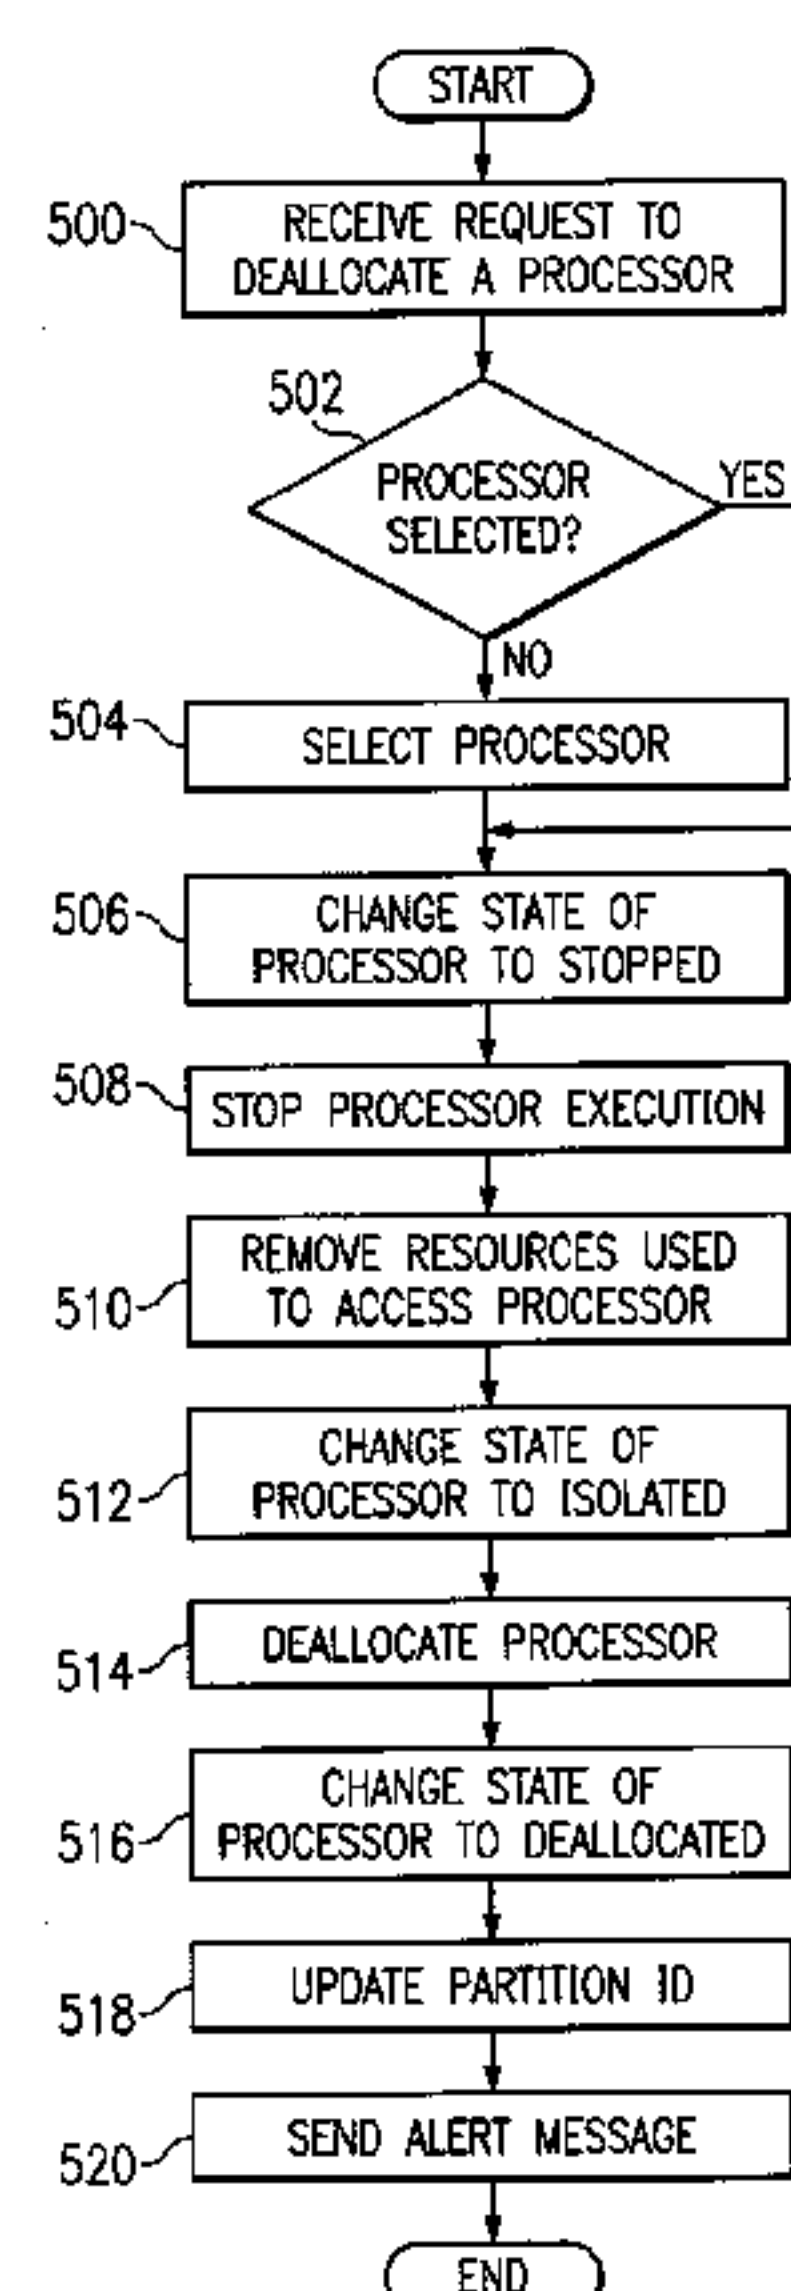 START
500
RECEIVE REQUEST TO
DEALLOCATE A PROCESSOR
502
PROCESSOR
SELECTED?
YES
NO
504
SELECT PROCESSOR
506
CHANGE STATE OF
PROCESSOR TO STOPPED
508
STOP PROCESSOR EXECUTION
510
REMOVE RESOURCES USED
TO ACCESS PROCESSOR
512
CHANGE STATE OF
PROCESSOR TO ISOLATED
514
DEALLOCATE PROCESSOR
516
CHANGE STATE OF
PROCESSOR TO DEALLOCATED
518
UPDATE PARTITION ID
520
SEND ALERT MESSAGE
END